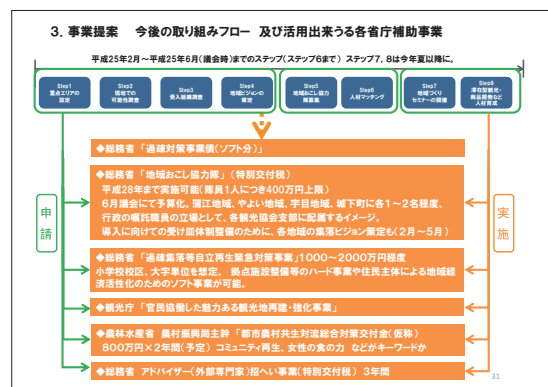 3. 事業提案 今後の取り組みフロー 及び活用出来うる各省庁補助事業
平成25年2月～平成25年6月(議会時)までのステップ(ステップ6まで) ステップ7，8は今年夏以降に。
Step1
重点エリアの
設定
Step2
現地での
可能性調査
Step3
受入組織調査
Step4
地域ビジョンの
策定
Step5
地域おこし協力
隊募集
Step6
人材マッチング
Step7
地域づくり
セミナーの開催
Step8
滞在型観光・
商品開発など
人材育成
申請
実施
◆総務省 「過疎対策事業債(ソフト分)」
◆総務省 「地域おこし協力隊」 (特別交付税)
平成28年まで実施可能(隊員1人につき400万円上限)
6月議会にて予算化。蒲江地域、やよい地域、宇目地域、城下町に各1～2名程度、
行政の嘱託職員の立場として、各観光協会支部に配属するイメージ。
導入に向けての受け皿体制整備のために、各地域の集落ビジョン策定も(2月～5月)
◆総務省 「過疎集落等自立再生緊急対策事業」 1000～2000万円程度
小学校校区、大字単位を想定。 拠点施設整備等のハード事業や住民主体による地域経
済活性化のためのソフト事業が可能。
◆観光庁 「官民協働した魅力ある観光地再建・強化事業」
◆農林水産省 農村振興局主幹 「都市農村共生対流総合対策交付金(仮称)
800万円×2年間(予定) コミュニティ再生、女性の食の力 などがキーワードか
◆総務省 アドバイザー(外部専門家)招へい事業(特別交付税) 3年間
31